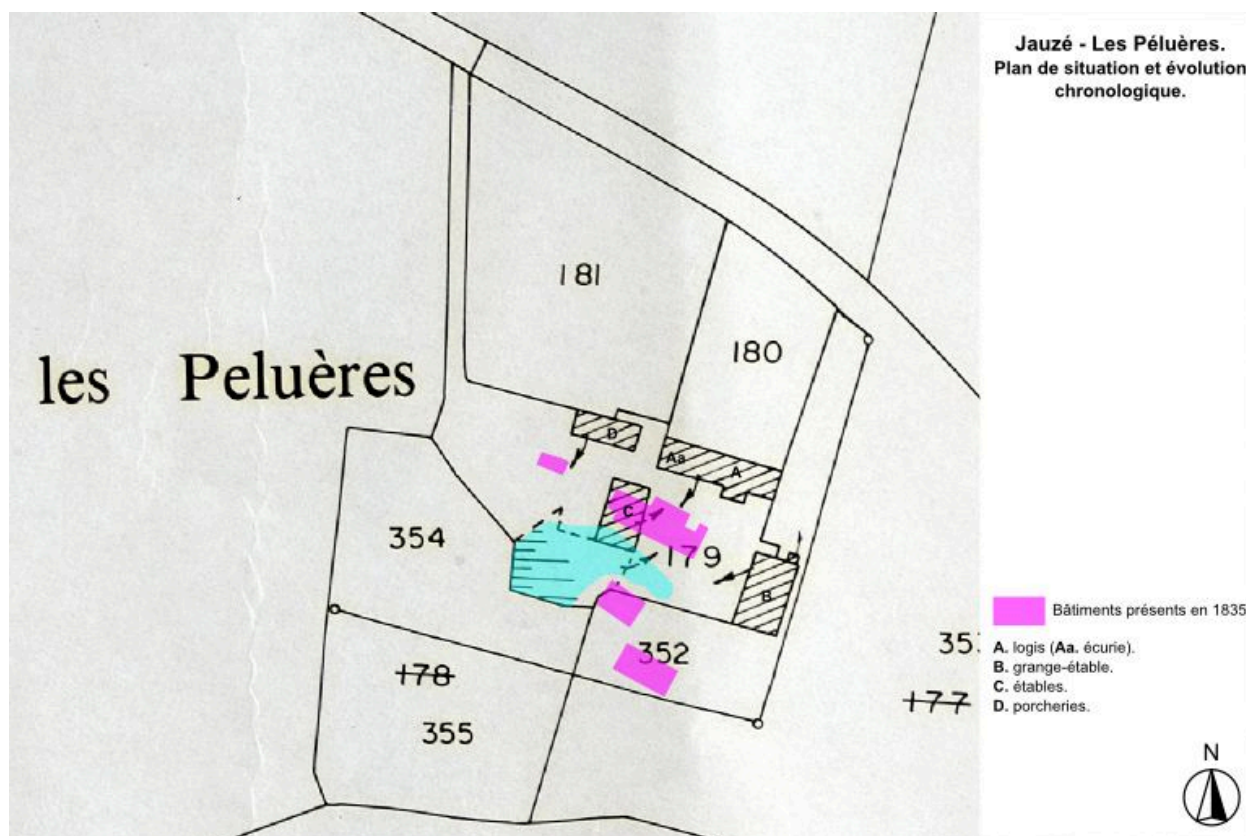 Jauzé - Les Péluères.
Plan de situation et évolution
chronologique.
181
180
les Peluères
D
Aa
A
C
354
179
B
352
178
355
177
Bâtiments présents en 1835
A. logis (Aa. écurie).
B. grange-étable.
C. étables.
D. porcheries.
N